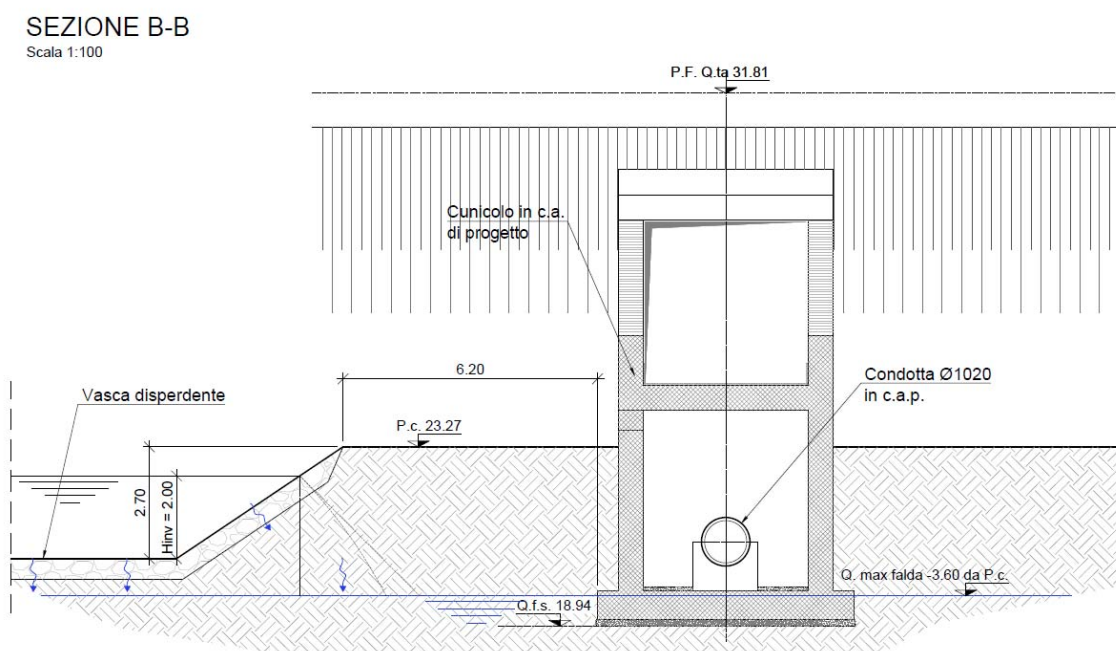 SEZIONE B-B
Scala 1:100
P.F. Q.ta 31.81
Cunicolo in c.a.
di progetto
6.20
Condotta Ø1020
in c.a.p.
Vasca disperdente
P.c. 23.27
2.70
Hinv = 2.00
Q. max falda -3.60 da P.c.
Q.f.s. 18.94